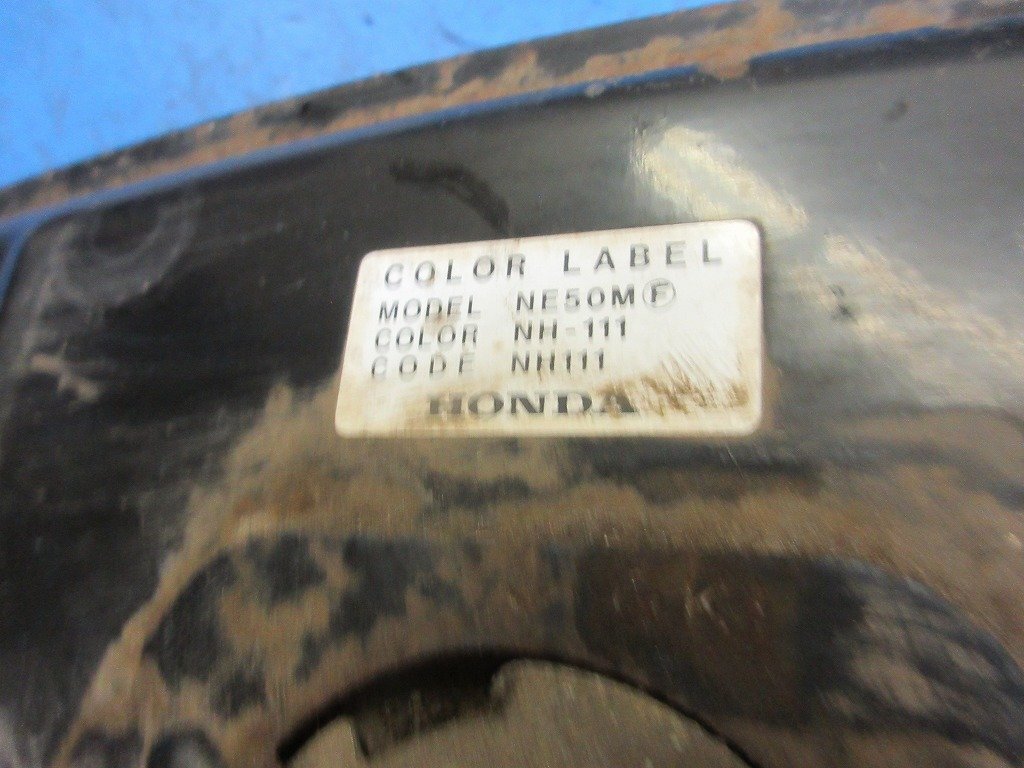 COLOR LABEL
MODEL NE50MⒻ
COLOR NH-111
CODE NH111
HONDA